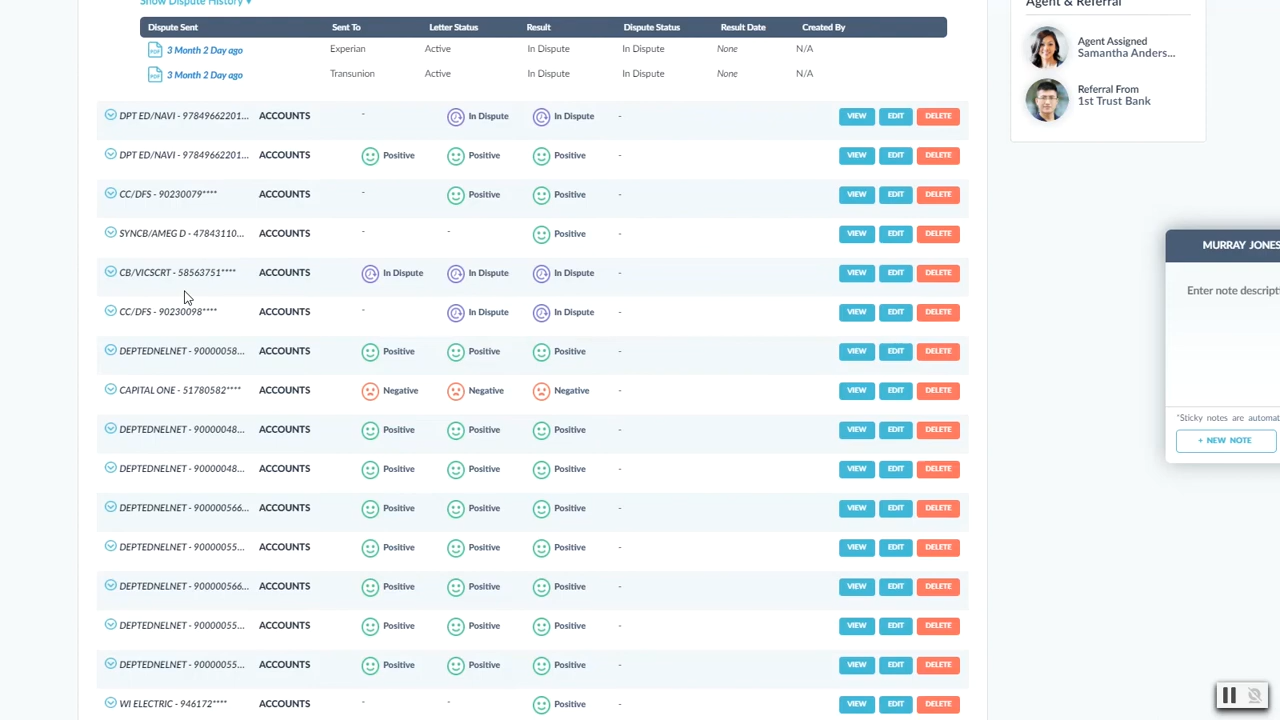 Show Dispute History ▾
Dispute Sent Sent To Letter Status Result Dispute Status Result Date Created By
PDF 3 Month 2 Day ago Experian Active In Dispute In Dispute None N/A
PDF 3 Month 2 Day ago Transunion Active In Dispute In Dispute None N/A
DPT ED/NAVI - 97849662201... ACCOUNTS - In Dispute In Dispute - VIEW EDIT DELETE
DPT ED/NAVI - 97849662201... ACCOUNTS Positive Positive Positive - VIEW EDIT DELETE
CC/DFS - 90230079**** ACCOUNTS - Positive Positive - VIEW EDIT DELETE
SYNCB/AMEG D - 47843110... ACCOUNTS - - Positive - VIEW EDIT DELETE
CB/VICSCRT - 58563751**** ACCOUNTS In Dispute In Dispute In Dispute - VIEW EDIT DELETE
CC/DFS - 90230098**** ACCOUNTS - In Dispute In Dispute - VIEW EDIT DELETE
DEPTEDNELNET - 90000058... ACCOUNTS Positive Positive Positive - VIEW EDIT DELETE
CAPITAL ONE - 51780582**** ACCOUNTS Negative Negative Negative - VIEW EDIT DELETE
DEPTEDNELNET - 90000048... ACCOUNTS Positive Positive Positive - VIEW EDIT DELETE
DEPTEDNELNET - 90000048... ACCOUNTS Positive Positive Positive - VIEW EDIT DELETE
DEPTEDNELNET - 900000566... ACCOUNTS Positive Positive Positive - VIEW EDIT DELETE
DEPTEDNELNET - 90000055... ACCOUNTS Positive Positive Positive - VIEW EDIT DELETE
DEPTEDNELNET - 900000566... ACCOUNTS Positive Positive Positive - VIEW EDIT DELETE
DEPTEDNELNET - 90000055... ACCOUNTS Positive Positive Positive - VIEW EDIT DELETE
DEPTEDNELNET - 90000055... ACCOUNTS Positive Positive Positive - VIEW EDIT DELETE
WI ELECTRIC - 946172**** ACCOUNTS - - Positive - VIEW EDIT DELETE
Agent & Referral
Agent Assigned
Samantha Anders...
Referral From
1st Trust Bank
MURRAY JONES
Enter note descript
*Sticky notes are automat
+ NEW NOTE